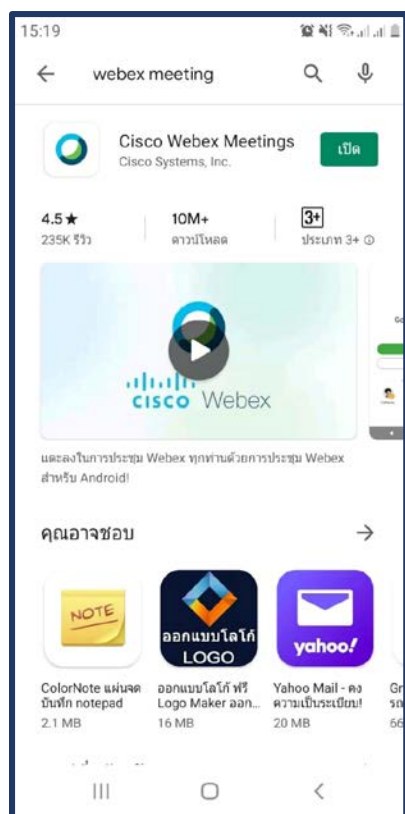 15:19
webex meeting
Cisco Webex Meetings
Cisco Systems, Inc.
เปิด
4.5★
235K รีวิว
10M+
ดาวน์โหลด
3+
ประเภท 3+
cisco Webex
แตะลงในการประชุม Webex ทุกท่านด้วยการประชุม Webex
สำหรับ Android!
คุณอาจชอบ
NOTE
ออกแบบโลโก้
LOGO
yahoo!
ColorNote แผ่นจด
บันทึก notepad
2.1 MB
ออกแบบโลโก้ ฟรี
Logo Maker ออก...
16 MB
Yahoo Mail - คง
ความเป็นระเบียบ!
20 MB
Gr
รถ
66